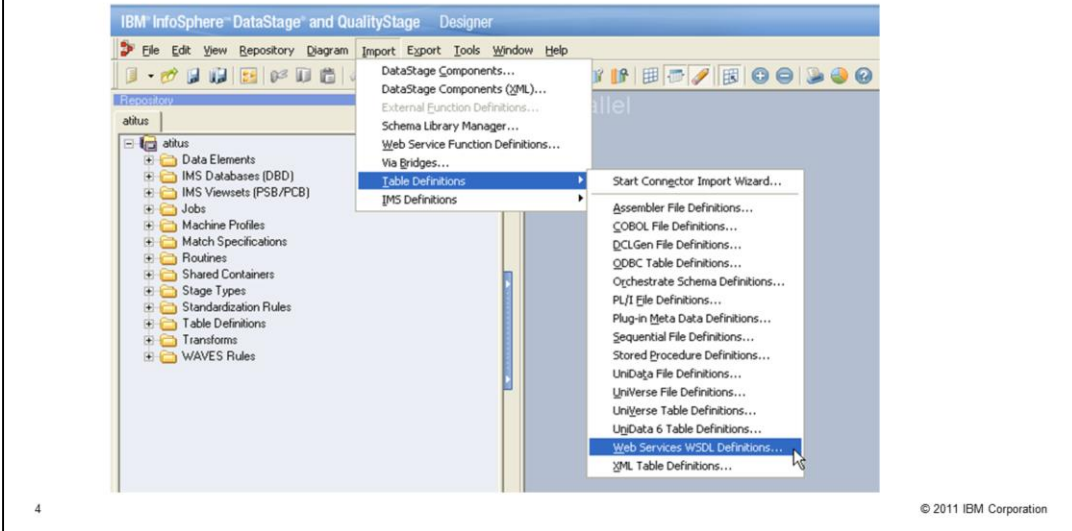 IBM® InfoSphere™ DataStage® and QualityStage Designer
File Edit View Repository Diagram Import Export Tools Window Help
Repository
atitus
atitus
Data Elements
IMS Databases (DBD)
IMS Viewsets (PSB/PCB)
Jobs
Machine Profiles
Match Specifications
Routines
Shared Containers
Stage Types
Standardization Rules
Table Definitions
Transforms
WAVES Rules
DataStage Components...
DataStage Components (XML)...
External Function Definitions...
Schema Library Manager...
Web Service Function Definitions...
Via Bridges...
Table Definitions
IMS Definitions
Start Connector Import Wizard...
Assembler File Definitions...
COBOL File Definitions...
DCLGen File Definitions...
ODBC Table Definitions...
Orchestrate Schema Definitions...
PL/I File Definitions...
Plug-in Meta Data Definitions...
Sequential File Definitions...
Stored Procedure Definitions...
UniData File Definitions...
UniVerse File Definitions...
UniVerse Table Definitions...
UniData 6 Table Definitions...
Web Services WSDL Definitions...
XML Table Definitions...
4
© 2011 IBM Corporation